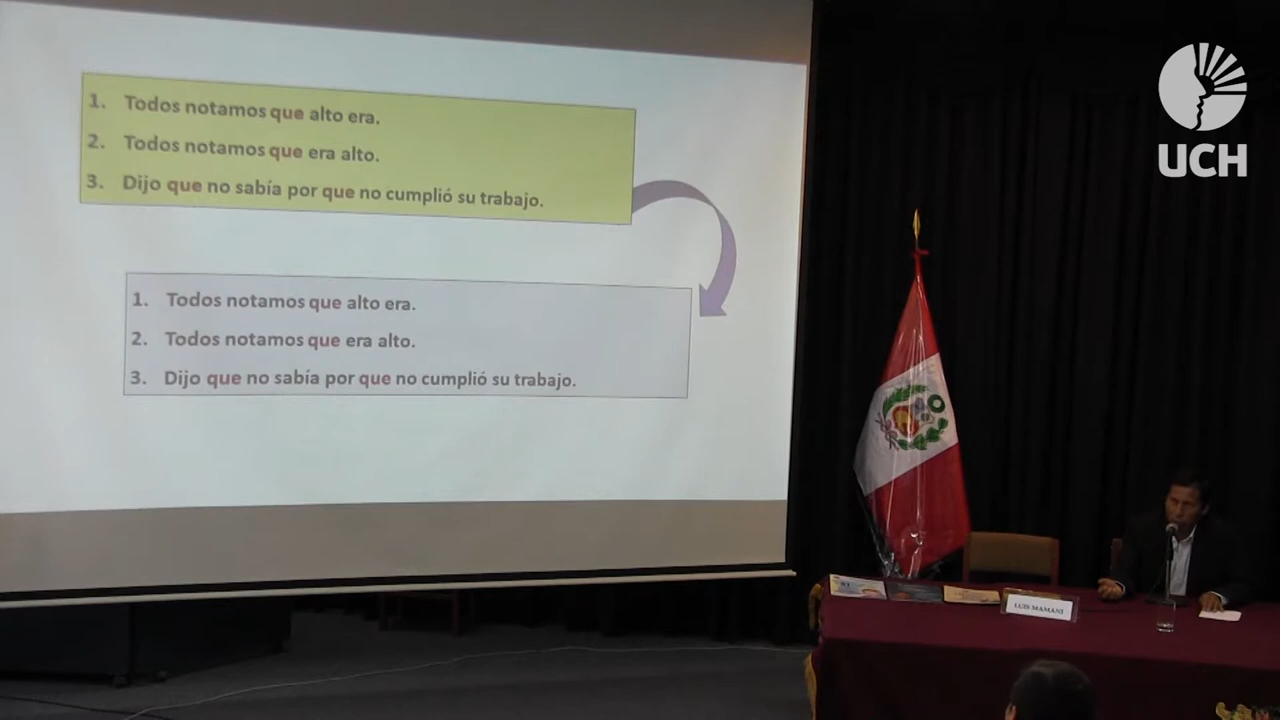 1. Todos notamos que alto era.
2. Todos notamos que era alto.
3. Dijo que no sabía por que no cumplió su trabajo.
1. Todos notamos que alto era.
2. Todos notamos que era alto.
3. Dijo que no sabía por que no cumplió su trabajo.
UCH
LUIS MAMANI